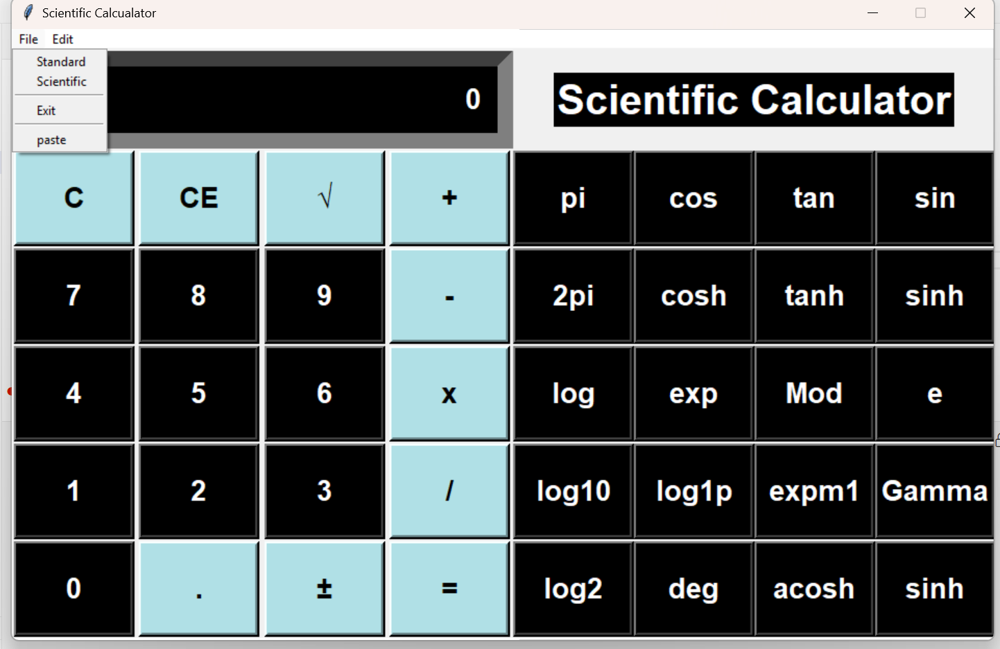 Scientific Calcualator
File Edit
Standard
Scientific
Exit
paste
0
Scientific Calculator
C CE √ + pi cos tan sin
7 8 9 - 2pi cosh tanh sinh
4 5 6 x log exp Mod e
1 2 3 / log10 log1p expm1 Gamma
0 . ± = log2 deg acosh sinh